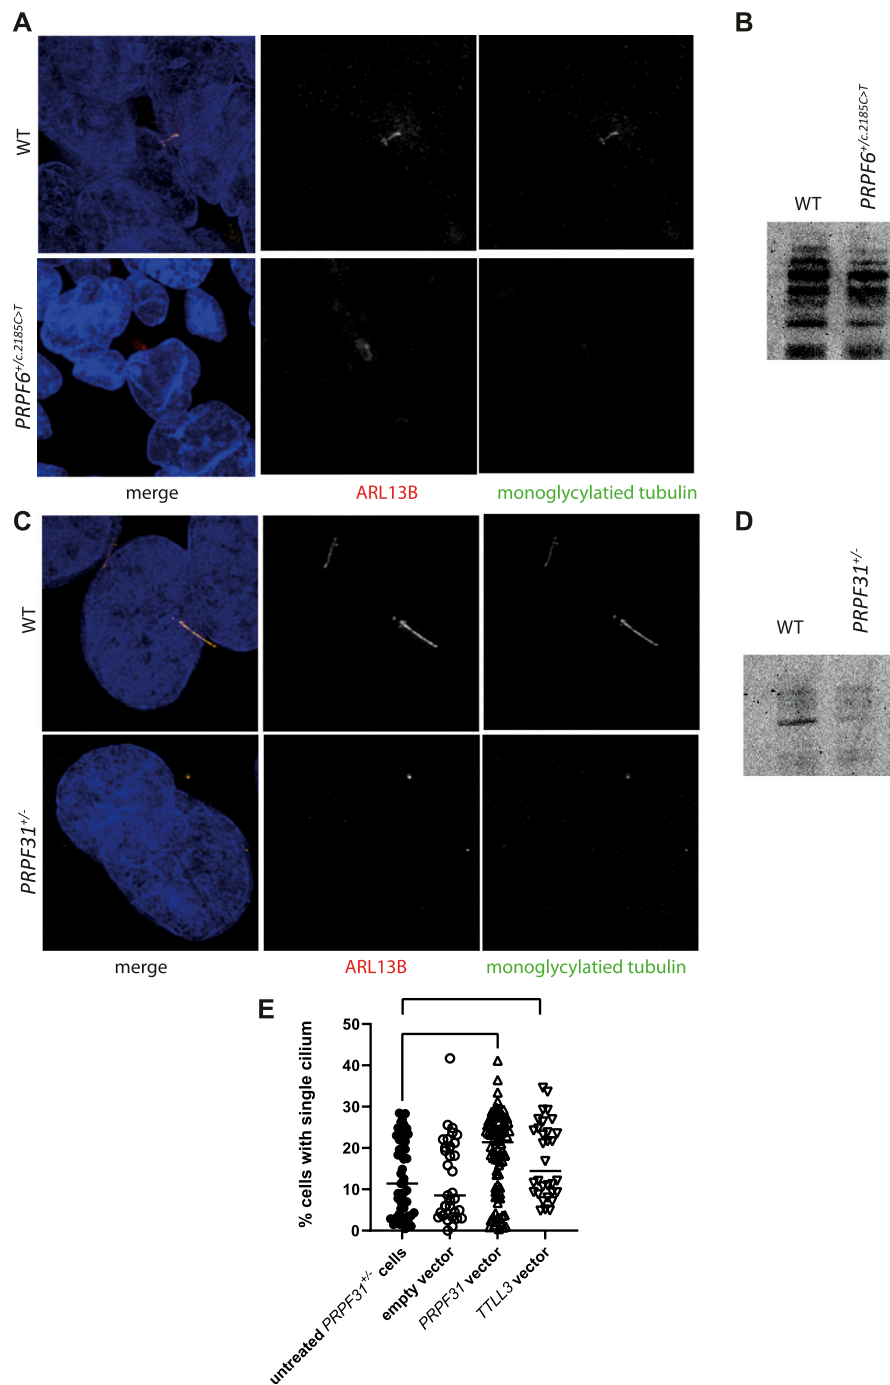 A
B
WT
PRPF6+/c.2185C>T
merge
ARL13B
monoglycylatied tubulin
WT
PRPF6+/c.2185C>T
C
D
WT
PRPF31+/-
merge
ARL13B
monoglycylatied tubulin
WT
PRPF31+/-
E
% cells with single cilium
50
40
30
20
10
0
untreated PRPF31+/- cells
empty vector
PRPF31 vector
TTLL3 vector